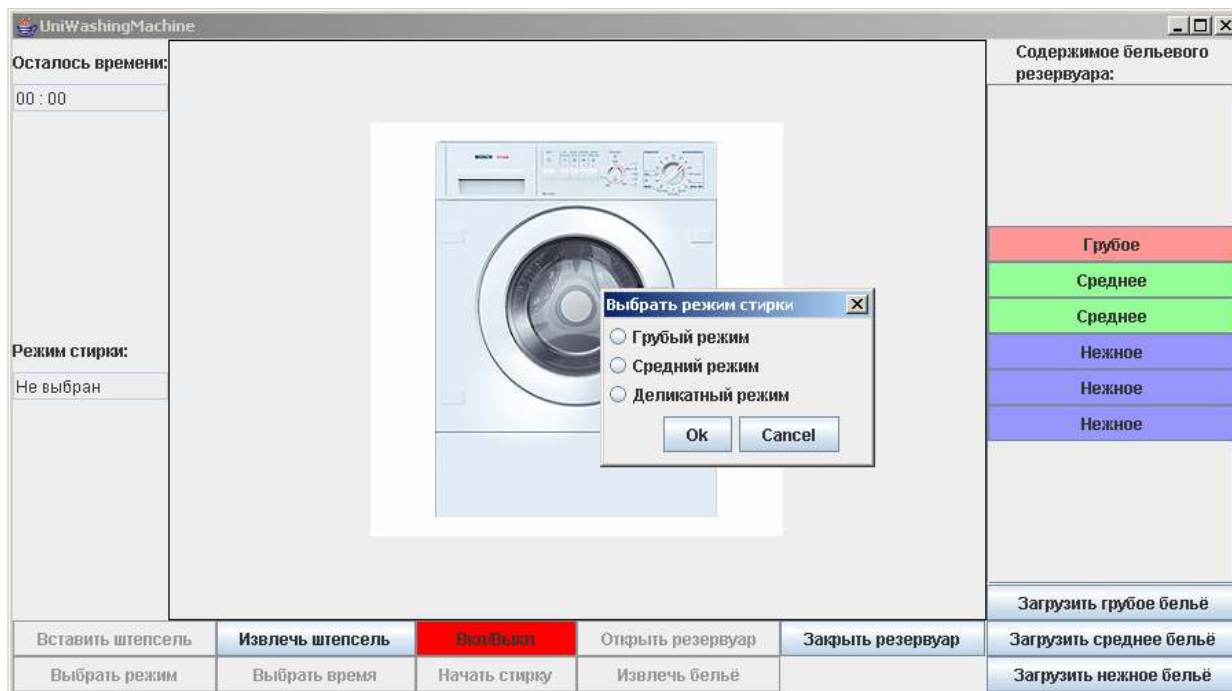 UniWashingMachine
Осталось времени:
00 : 00
Режим стирки:
Не выбран
BOSCH
Выбрать режим стирки
Грубый режим
Средний режим
Деликатный режим
Ok Cancel
Содержимое бельевого
резервуара:
Грубое
Среднее
Среднее
Нежное
Нежное
Нежное
Загрузить грубое бельё
Вставить штепсель Извлечь штепсель Вкл/Выкл Открыть резервуар Закрыть резервуар Загрузить среднее бельё
Выбрать режим Выбрать время Начать стирку Извлечь бельё Загрузить нежное бельё